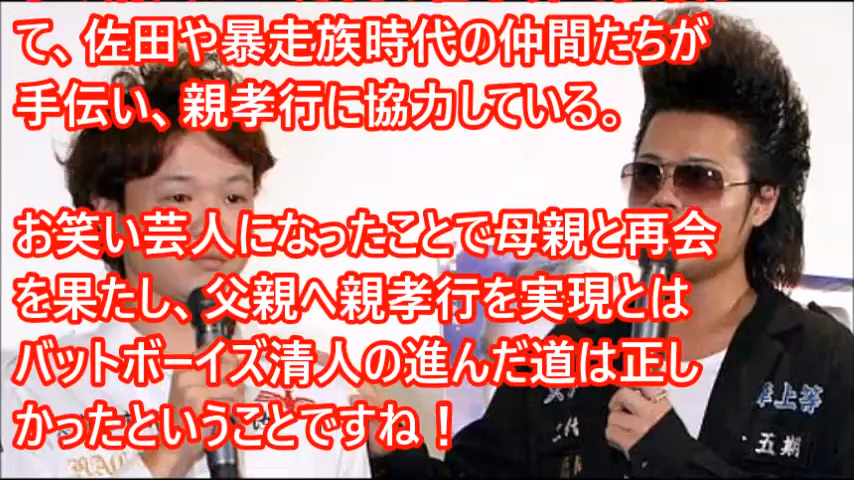 て、佐田や暴走族時代の仲間たちが
手伝い、親孝行に協力している。
お笑い芸人になったことで母親と再会
を果たし、父親へ親孝行を実現とは
バットボーイズ清人の進んだ道は正し
かったということですね！
上等
五期